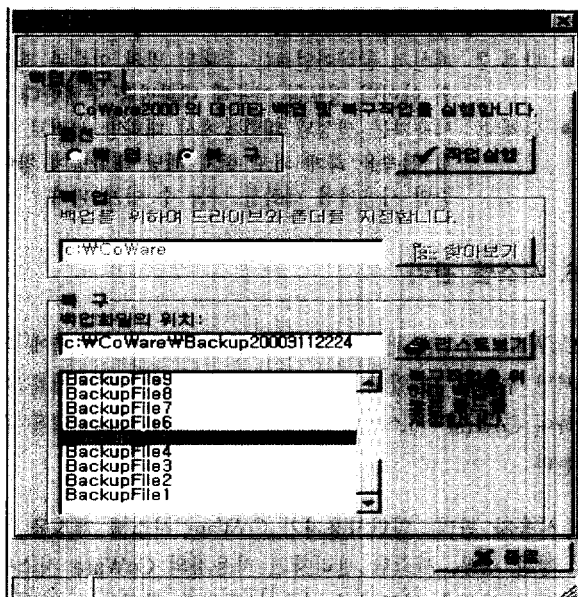 백업/복구
CoWare2000 의 데이타 백업 및 복구작업을 실행합니다.
옵션
백 업
복 구
작업실행
백 업
백업을 위하여 드라이브와 폴더를 지정합니다.
c:₩CoWare
찾아보기
복 구
백업화일의 위치:
c:₩CoWare₩Backup20003112224
리스트보기
BackupFile9
BackupFile8
BackupFile7
BackupFile6
BackupFile4
BackupFile3
BackupFile2
BackupFile1
종료